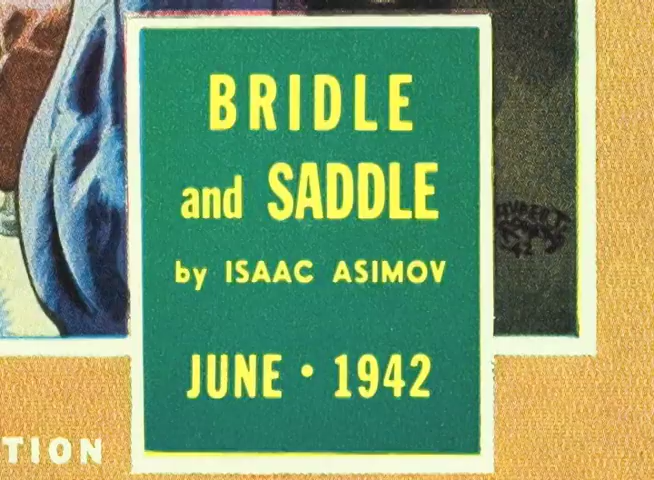 BRIDLE
and SADDLE
by ISAAC ASIMOV
JUNE • 1942
TION